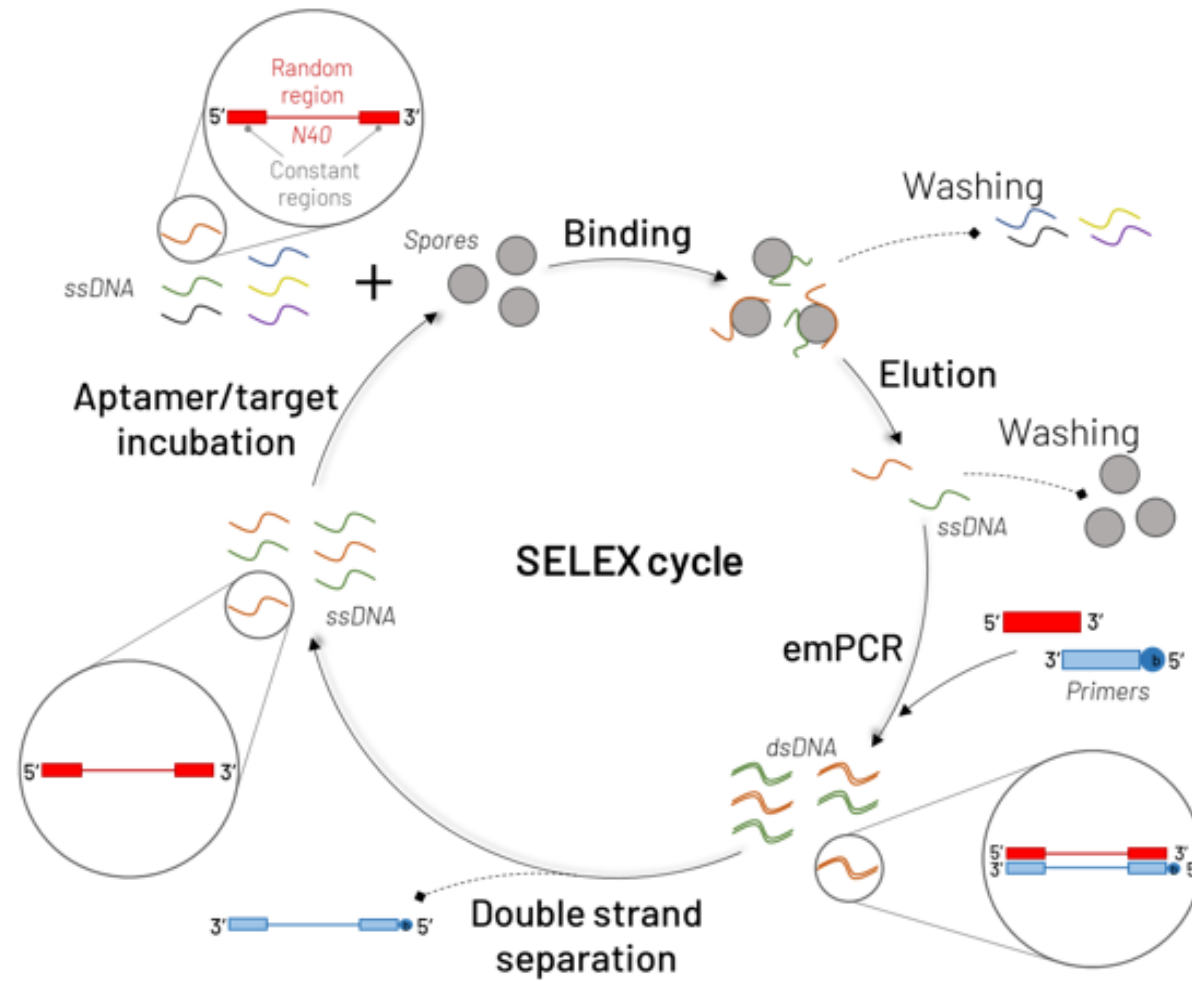 Random
region
5' 3'
N40
Constant
regions
Washing
Spores
Binding
ssDNA
+
Elution
Aptamer/target
incubation
Washing
ssDNA
SELEX cycle
ssDNA
5' 3'
emPCR
3' b 5'
Primers
dsDNA
5' 3'
5' 3'
3' b 5'
3' b 5'
Double strand
separation